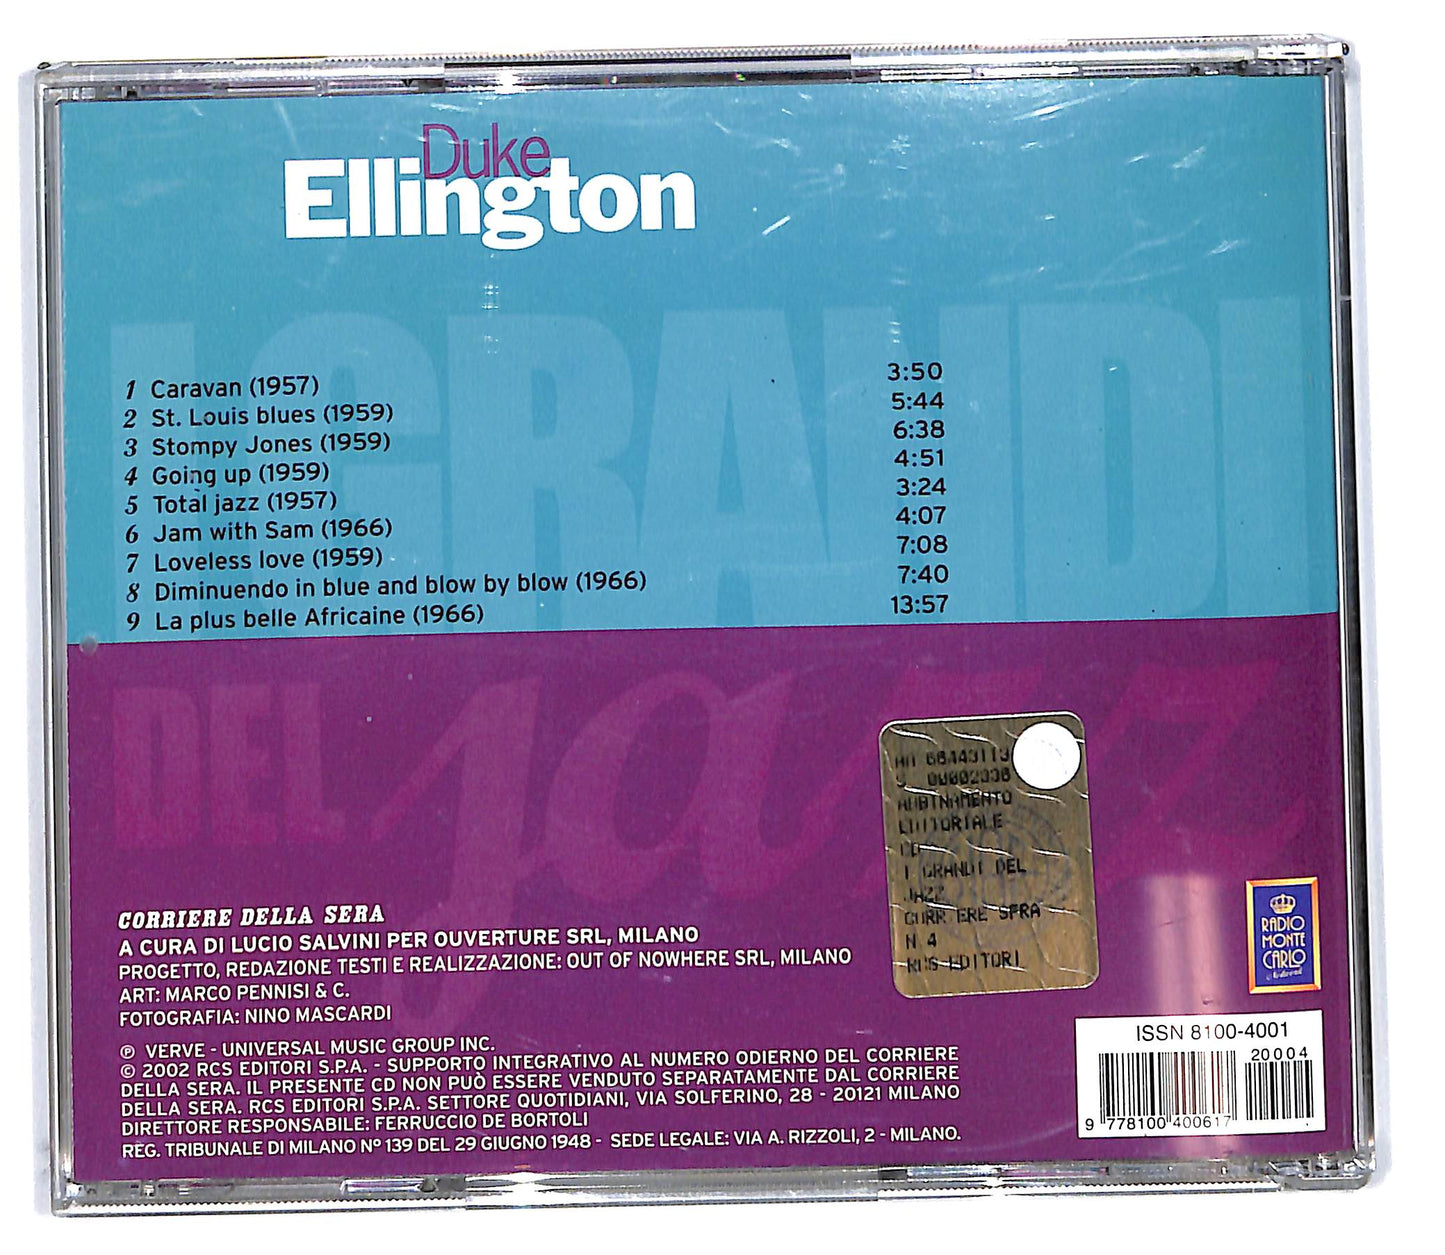 Duke
Ellington
I GRANDI
1 Caravan (1957) 3:50
2 St. Louis blues (1959) 5:44
3 Stompy Jones (1959) 6:38
4 Going up (1959) 4:51
5 Total jazz (1957) 3:24
6 Jam with Sam (1966) 4:07
7 Loveless love (1959) 7:08
8 Diminuendo in blue and blow by blow (1966) 7:40
9 La plus belle Africaine (1966) 13:57
DEL jazz
66443113
S. 00002336
ABBINAMENTO
EDITORIALE
CD
I GRANDI DEL
JAZZ
CORRIERE SERA
N.4
RCS EDITORI
CORRIERE DELLA SERA
A CURA DI LUCIO SALVINI PER OUVERTURE SRL, MILANO
PROGETTO, REDAZIONE TESTI E REALIZZAZIONE: OUT OF NOWHERE SRL, MILANO
ART: MARCO PENNISI & C.
FOTOGRAFIA: NINO MASCARDI
℗ VERVE - UNIVERSAL MUSIC GROUP INC.
© 2002 RCS EDITORI S.P.A. - SUPPORTO INTEGRATIVO AL NUMERO ODIERNO DEL CORRIERE
DELLA SERA. IL PRESENTE CD NON PUÒ ESSERE VENDUTO SEPARATAMENTE DAL CORRIERE
DELLA SERA. RCS EDITORI S.P.A. SETTORE QUOTIDIANI, VIA SOLFERINO, 28 - 20121 MILANO
DIRETTORE RESPONSABILE: FERRUCCIO DE BORTOLI
REG. TRIBUNALE DI MILANO N° 139 DEL 29 GIUGNO 1948 - SEDE LEGALE: VIA A. RIZZOLI, 2 - MILANO.
RADIO
MONTE
CARLO
ISSN 8100-4001
20004
9 778100 400617